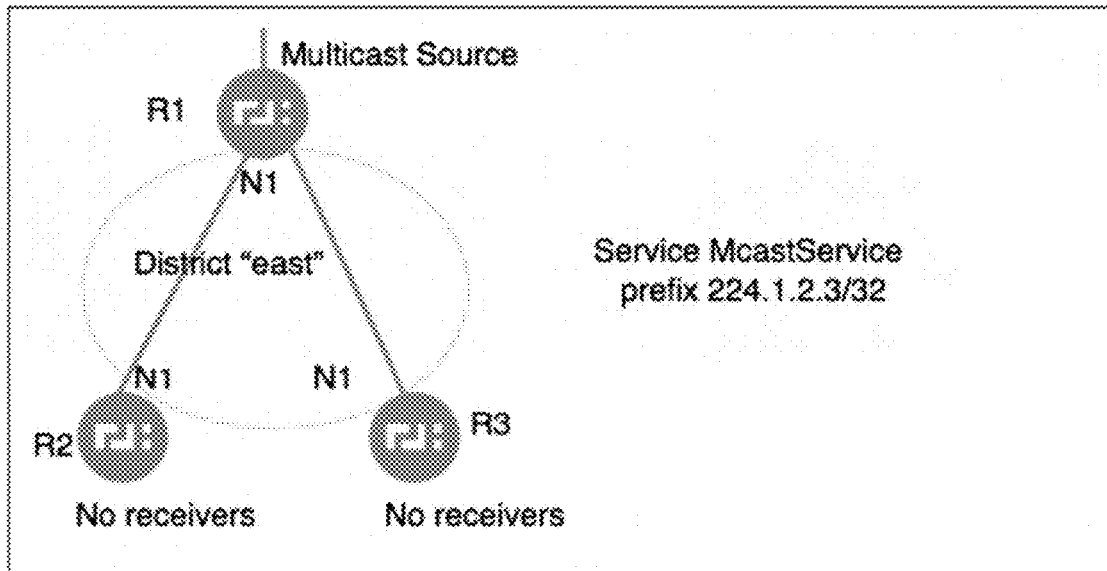 Multicast Source
R1
N1
District "east"
Service McastService
prefix 224.1.2.3/32
N1
N1
R2
R3
No receivers
No receivers